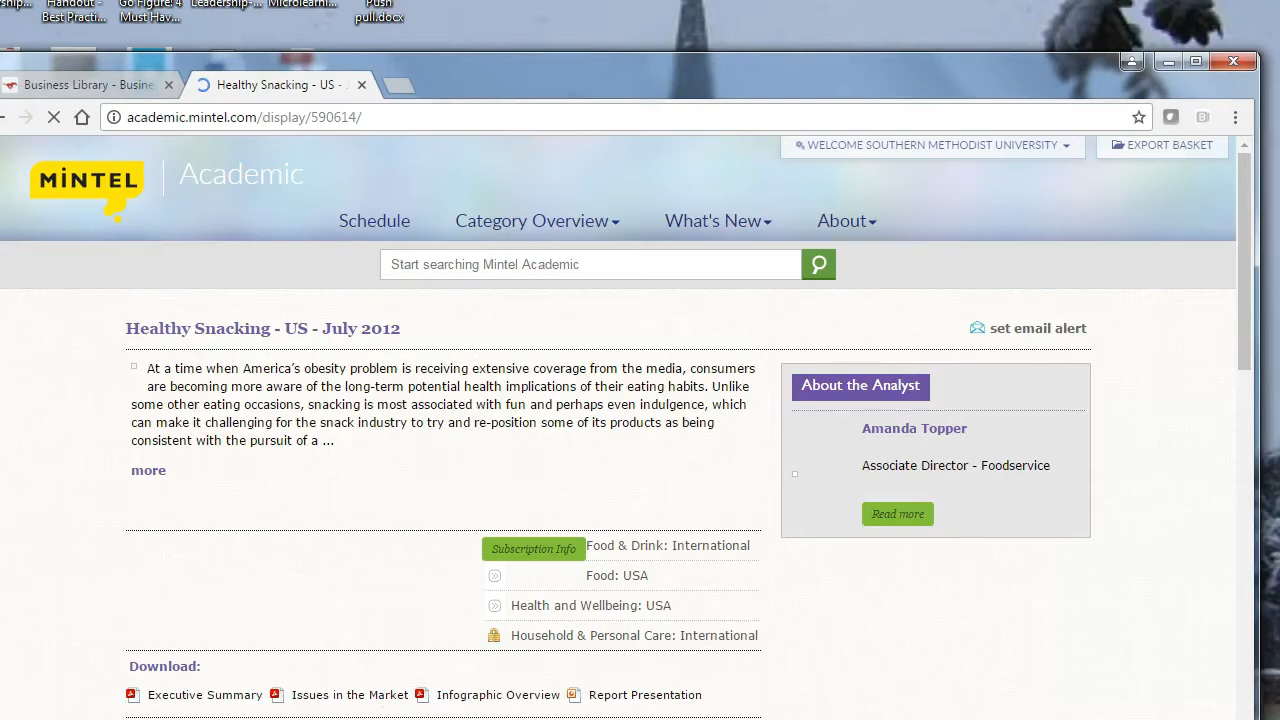 Handout - Go Figure: 4 Leadership-... Microlearni... Push
Best Practi... Must Hav... pull.docx
Business Library - Busine
Healthy Snacking - US -
academic.mintel.com/display/590614/
WELCOME SOUTHERN METHODIST UNIVERSITY
EXPORT BASKET
MiNTEL
Academic
Schedule
Category Overview
What's New
About
Start searching Mintel Academic
Healthy Snacking - US - July 2012
set email alert
At a time when America's obesity problem is receiving extensive coverage from the media, consumers
are becoming more aware of the long-term potential health implications of their eating habits. Unlike
some other eating occasions, snacking is most associated with fun and perhaps even indulgence, which
can make it challenging for the snack industry to try and re-position some of its products as being
consistent with the pursuit of a ...
more
About the Analyst
Amanda Topper
Associate Director - Foodservice
Read more
Subscription Info
Food & Drink: International
Food: USA
Health and Wellbeing: USA
Household & Personal Care: International
Download:
Executive Summary
Issues in the Market
Infographic Overview
Report Presentation